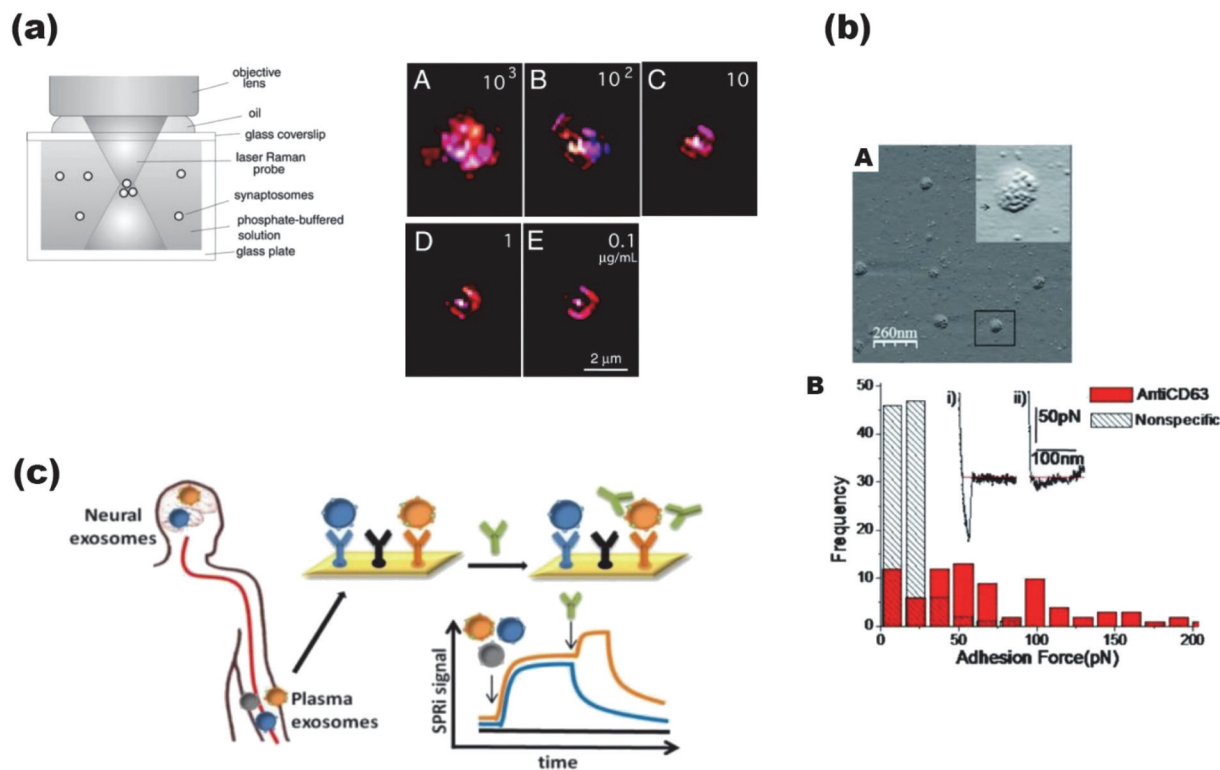 (a)
objective
lens
oil
glass coverslip
laser Raman
probe
synaptosomes
phosphate-buffered
solution
glass plate
A 10³
B 10²
C 10
D 1
E 0.1
µg/mL
2 µm
(b)
A
260nm
B
50
40
30
20
10
0
Frequency
i)
ii)
50pN
100nm
AntiCD63
Nonspecific
0 50 100 150 200
Adhesion Force(pN)
(c)
Neural
exosomes
Plasma
exosomes
SPRi signal
time